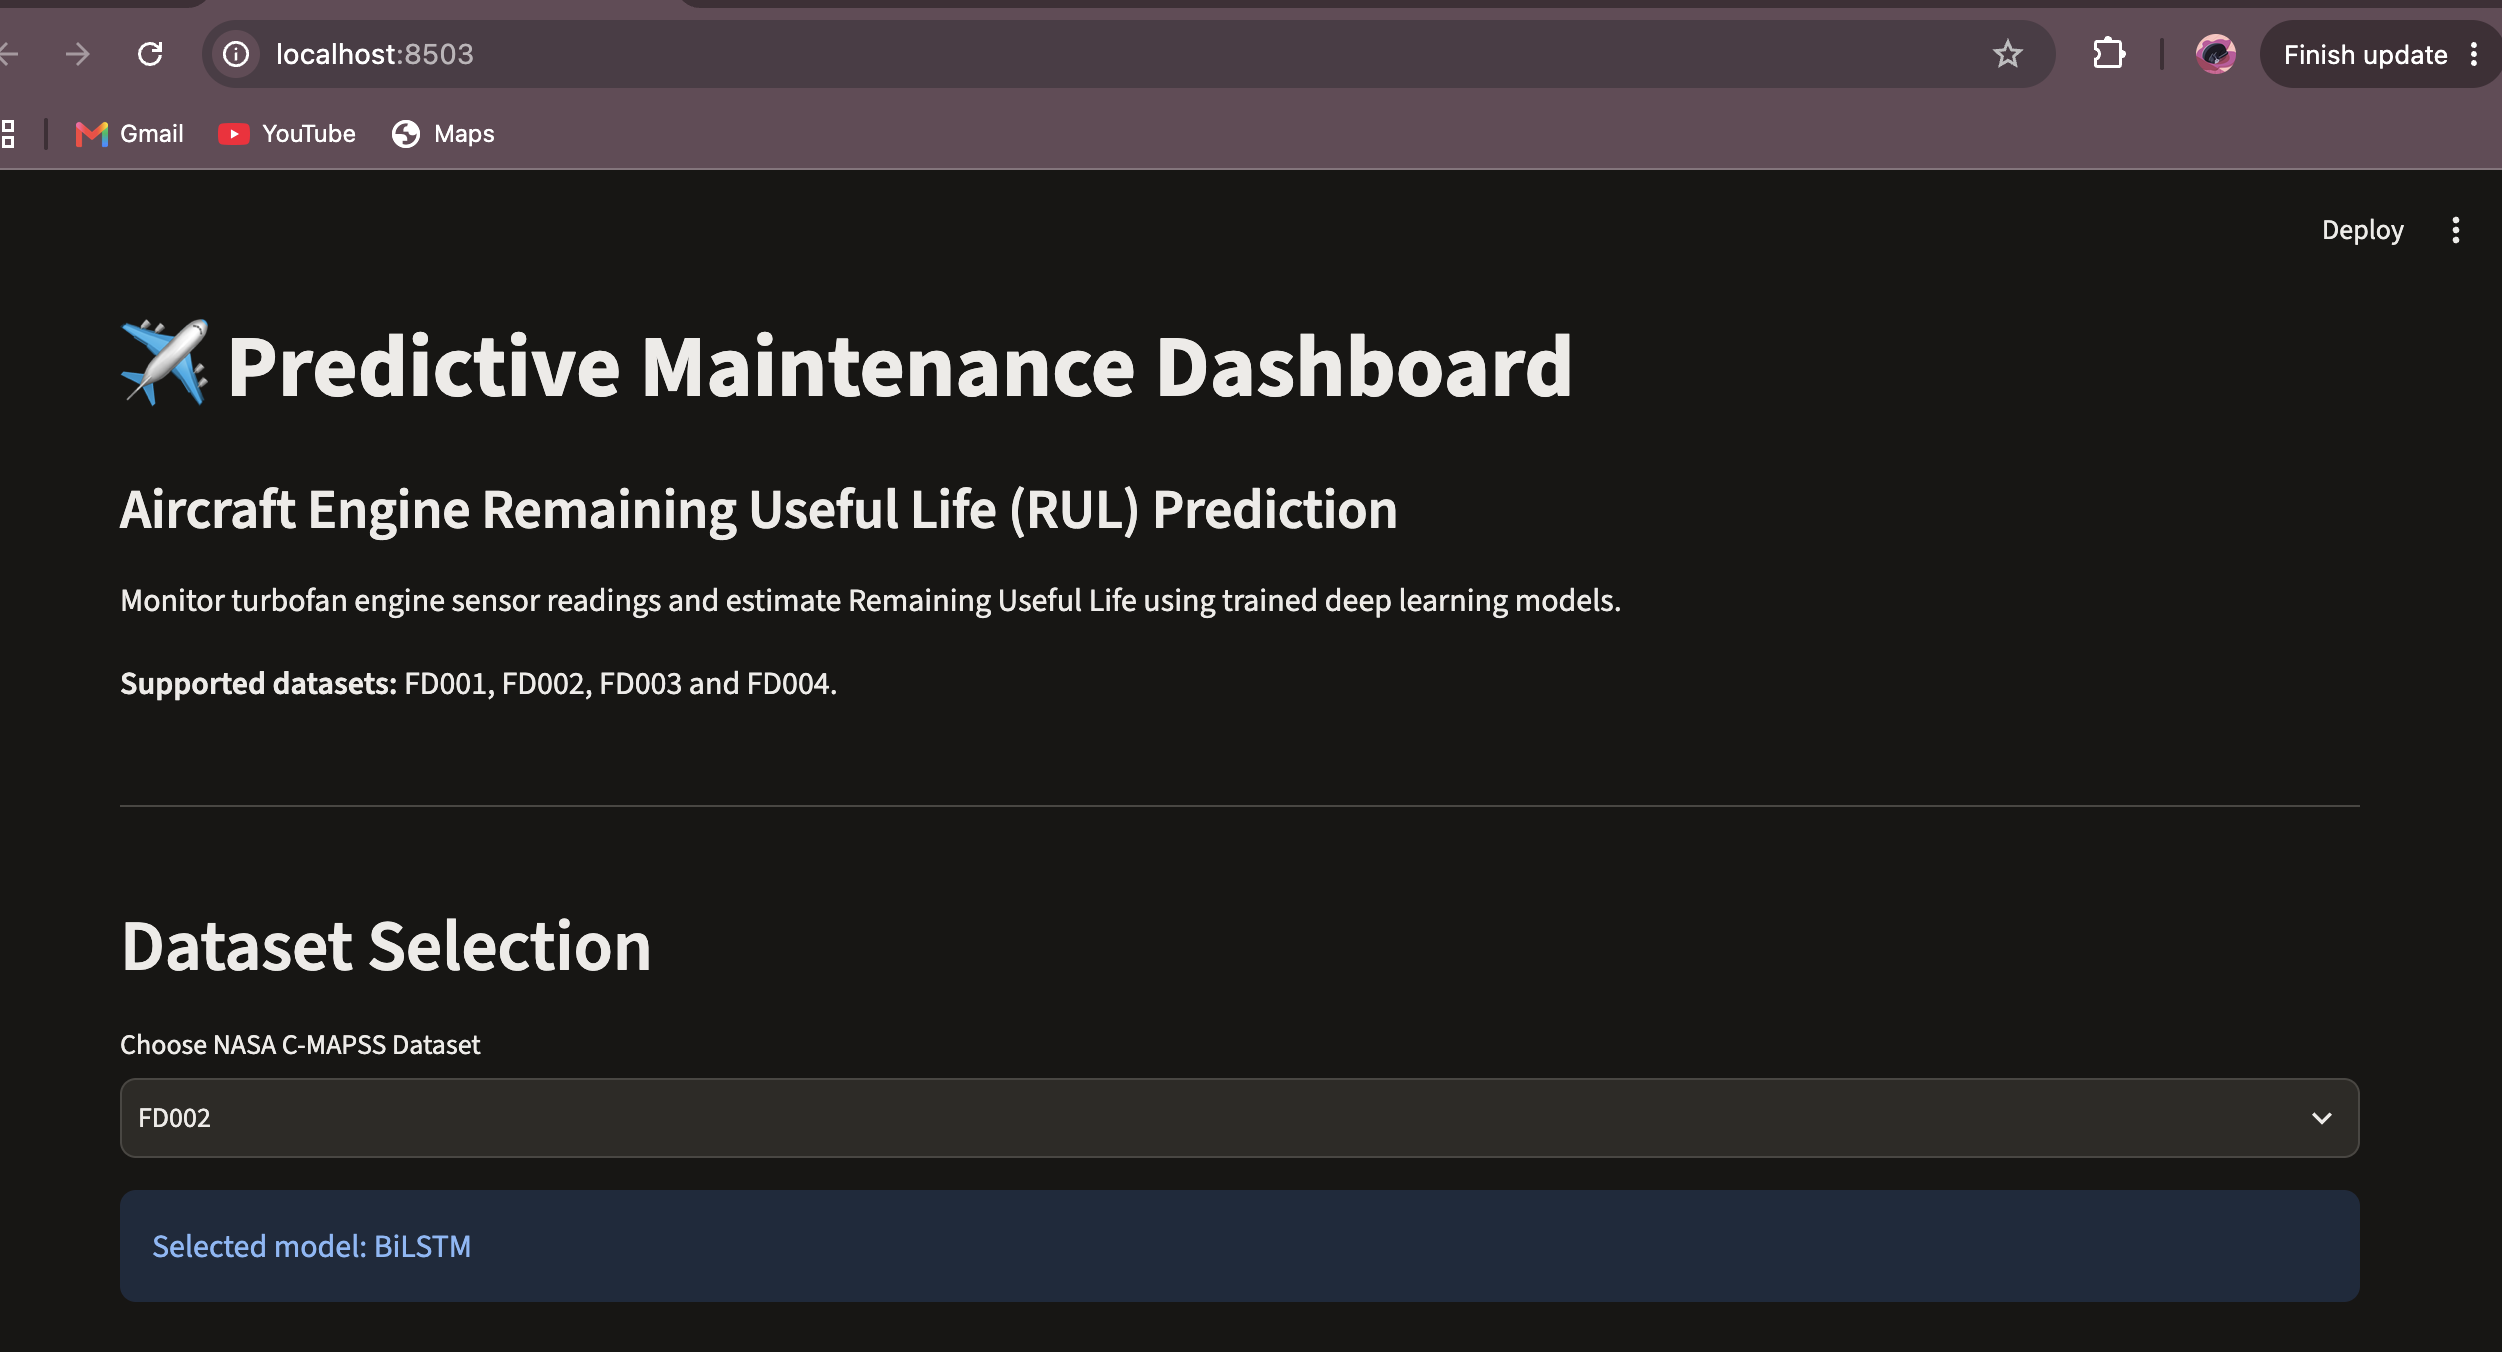 localhost:8503
Finish update
Gmail
YouTube
Maps
Deploy
Predictive Maintenance Dashboard
Aircraft Engine Remaining Useful Life (RUL) Prediction
Monitor turbofan engine sensor readings and estimate Remaining Useful Life using trained deep learning models.
Supported datasets: FD001, FD002, FD003 and FD004.
Dataset Selection
Choose NASA C-MAPSS Dataset
FD002
Selected model: BiLSTM